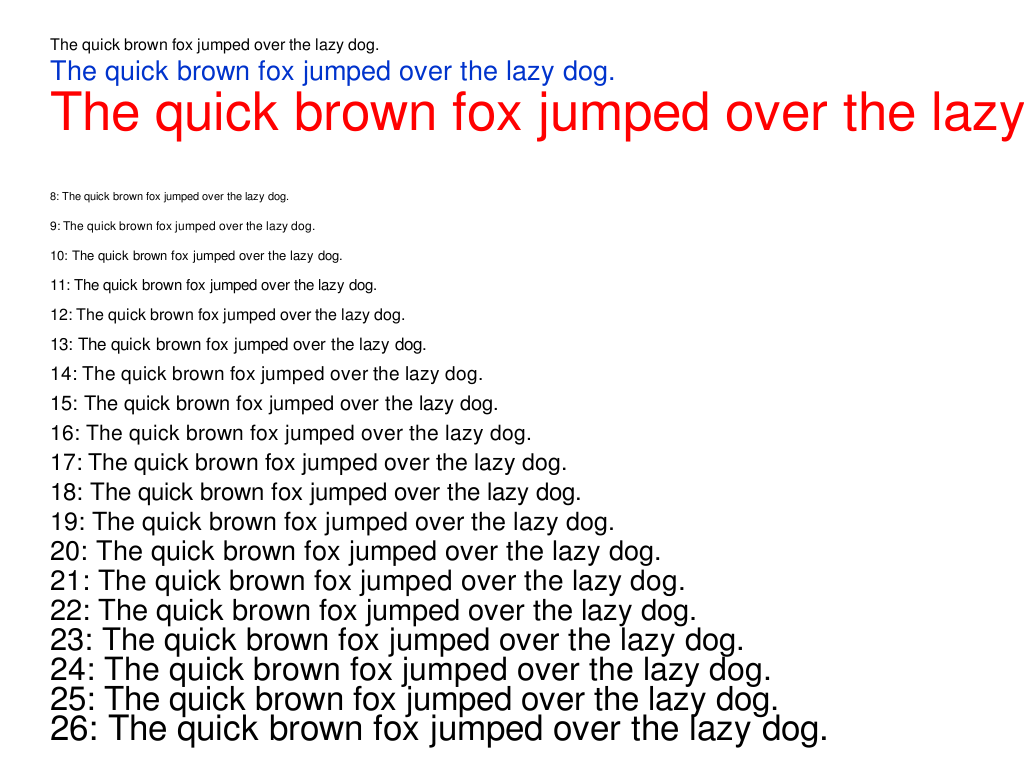 The quick brown fox jumped over the lazy dog.
The quick brown fox jumped over the lazy dog.
The quick brown fox jumped over the lazy
8: The quick brown fox jumped over the lazy dog.
9: The quick brown fox jumped over the lazy dog.
10: The quick brown fox jumped over the lazy dog.
11: The quick brown fox jumped over the lazy dog.
12: The quick brown fox jumped over the lazy dog.
13: The quick brown fox jumped over the lazy dog.
14: The quick brown fox jumped over the lazy dog.
15: The quick brown fox jumped over the lazy dog.
16: The quick brown fox jumped over the lazy dog.
17: The quick brown fox jumped over the lazy dog.
18: The quick brown fox jumped over the lazy dog.
19: The quick brown fox jumped over the lazy dog.
20: The quick brown fox jumped over the lazy dog.
21: The quick brown fox jumped over the lazy dog.
22: The quick brown fox jumped over the lazy dog.
23: The quick brown fox jumped over the lazy dog.
24: The quick brown fox jumped over the lazy dog.
25: The quick brown fox jumped over the lazy dog.
26: The quick brown fox jumped over the lazy dog.